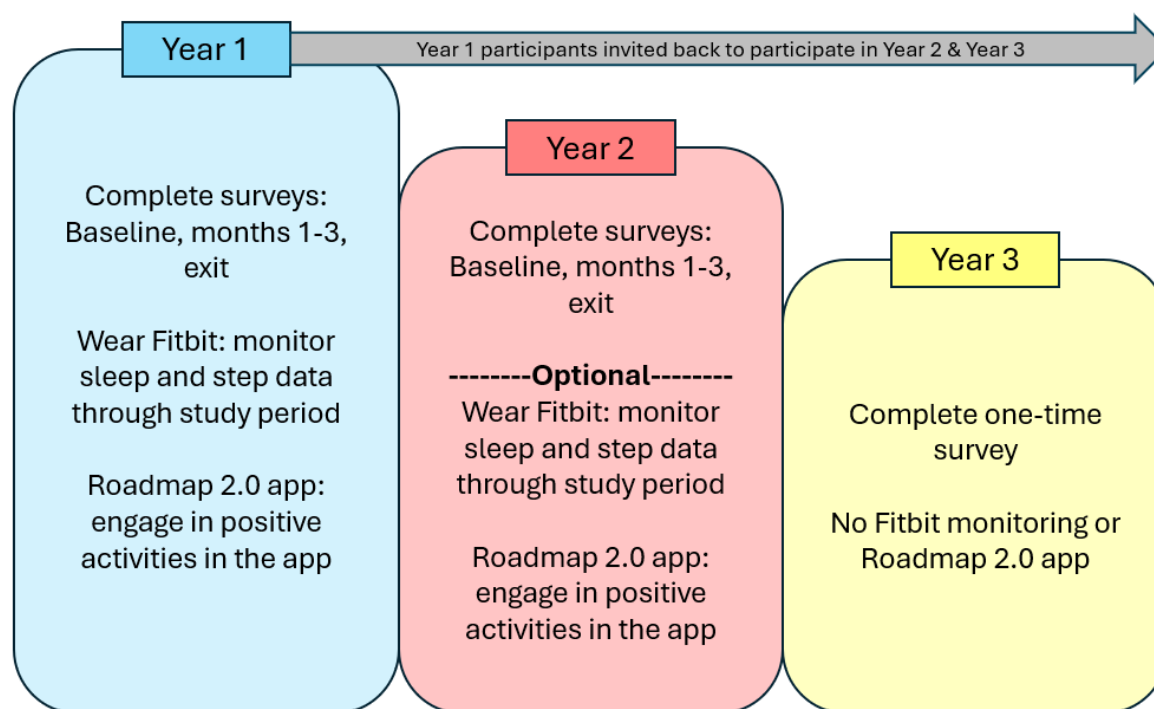 Year 1
Year 1 participants invited back to participate in Year 2 & Year 3
Complete surveys:
Baseline, months 1-3,
exit
Wear Fitbit: monitor
sleep and step data
through study period
Roadmap 2.0 app:
engage in positive
activities in the app
Year 2
Complete surveys:
Baseline, months 1-3,
exit
--------Optional--------
Wear Fitbit: monitor
sleep and step data
through study period
Roadmap 2.0 app:
engage in positive
activities in the app
Year 3
Complete one-time
survey
No Fitbit monitoring or
Roadmap 2.0 app